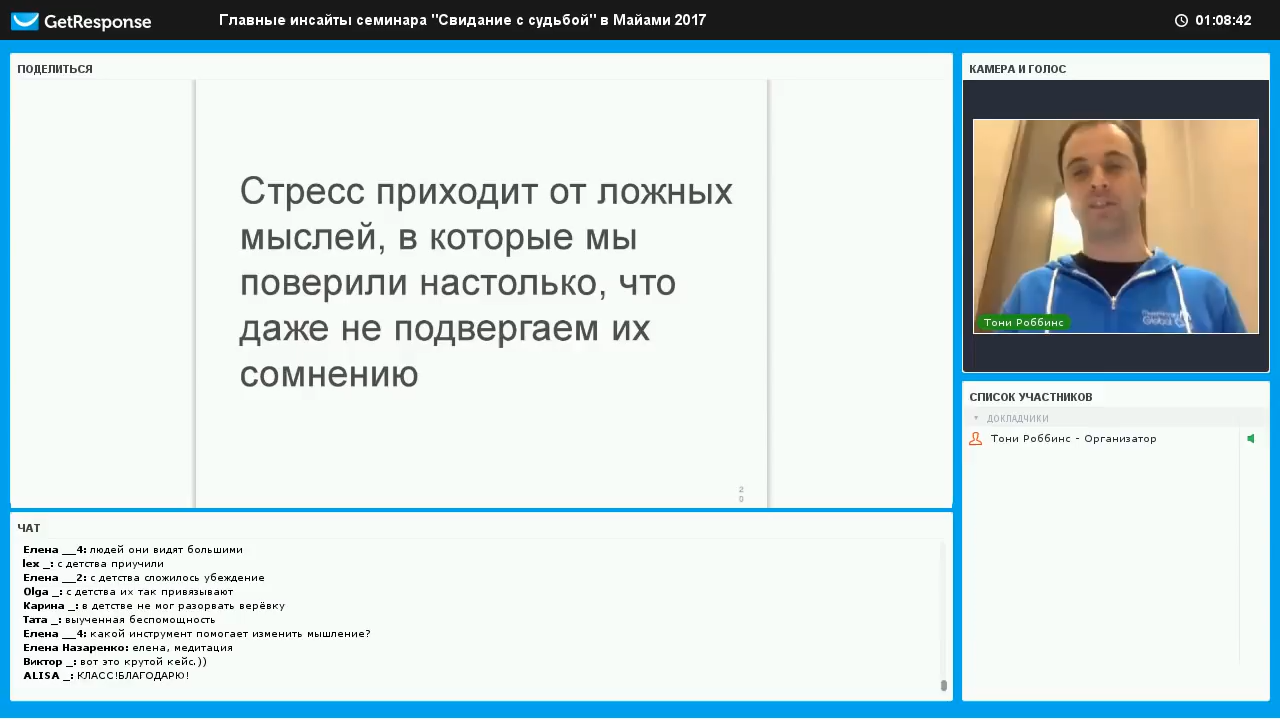 GetResponse
Главные инсайты семинара "Свидание с судьбой" в Майами 2017
01:08:42
ПОДЕЛИТЬСЯ
Стресс приходит от ложных
мыслей, в которые мы
поверили настолько, что
даже не подвергаем их
сомнению
20
КАМЕРА И ГОЛОС
Global
Тони Роббинс
СПИСОК УЧАСТНИКОВ
ДОКЛАДЧИКИ
Тони Роббинс - Организатор
ЧАТ
Елена __4: людей они видят большими
lex _: с детства приучили
Елена __2: с детства сложилось убеждение
Olga _: с детства их так привязывают
Карина _: в детстве не мог разорвать верёвку
Тата _: выученная беспомощность
Елена __4: какой инструмент помогает изменить мышление?
Елена Назаренко: елена, медитация
Виктор _: вот это крутой кейс.))
ALISA _: КЛАСС!БЛАГОДАРЮ!